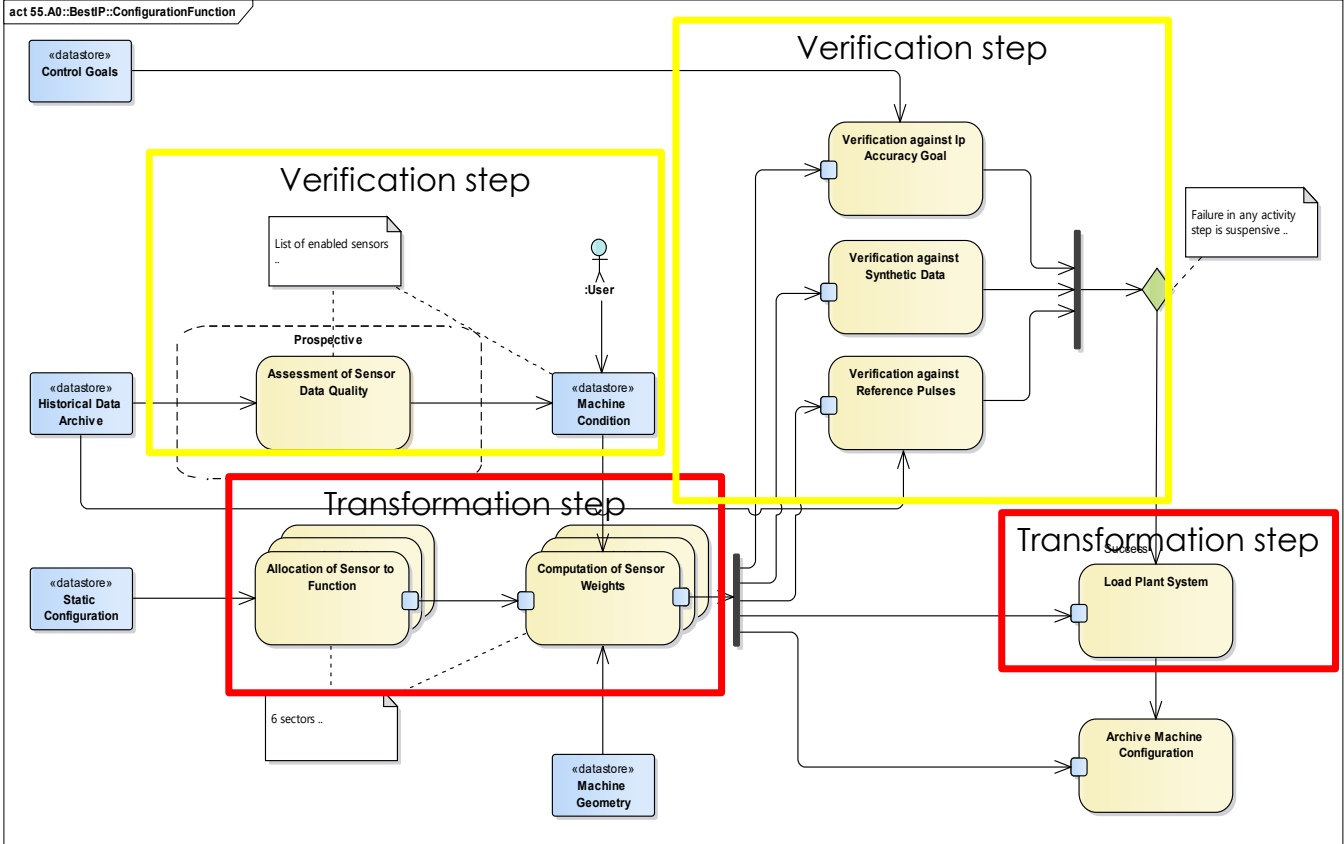 act 55.A0::BestIP::ConfigurationFunction
«datastore»
Control Goals
Verification step
Verification against Ip
Accuracy Goal
Verification step
List of enabled sensors
..
:User
Failure in any activity
step is suspensive ..
Verification against
Synthetic Data
Prospective
Assessment of Sensor
Data Quality
«datastore»
Historical Data
Archive
«datastore»
Machine
Condition
Verification against
Reference Pulses
Transformation step
Allocation of Sensor to
Function
Computation of Sensor
Weights
«datastore»
Static
Configuration
Transformation step
Success
Load Plant System
6 sectors ..
«datastore»
Machine
Geometry
Archive Machine
Configuration